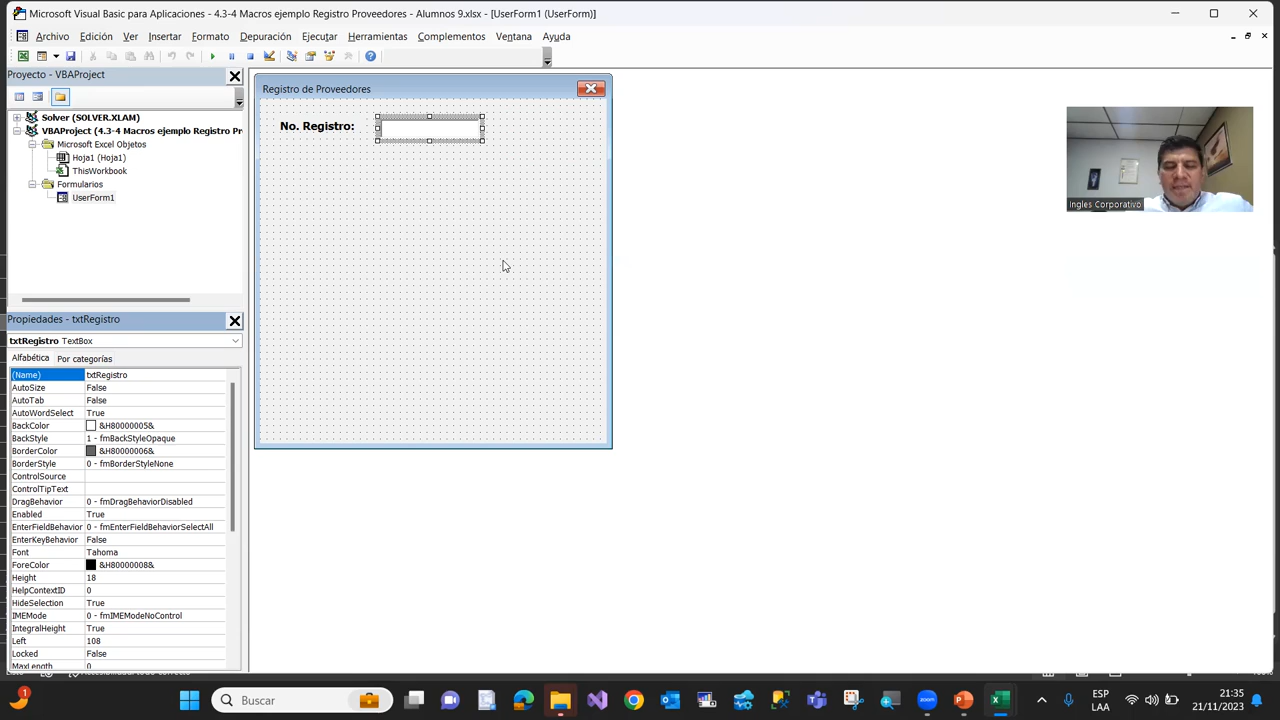 Microsoft Visual Basic para Aplicaciones - 4.3-4 Macros ejemplo Registro Proveedores - Alumnos 9.xlsx - [UserForm1 (UserForm)]
Archivo Edición Ver Insertar Formato Depuración Ejecutar Herramientas Complementos Ventana Ayuda
Proyecto - VBAProject
Solver (SOLVER.XLAM)
VBAProject (4.3-4 Macros ejemplo Registro Pr
Microsoft Excel Objetos
Hoja1 (Hoja1)
ThisWorkbook
Formularios
UserForm1
Registro de Proveedores
No. Registro:
Ingles Corporativo
Propiedades - txtRegistro
txtRegistro TextBox
Alfabética Por categorías
(Name) txtRegistro
AutoSize False
AutoTab False
AutoWordSelect True
BackColor &H80000005&
BackStyle 1 - fmBackStyleOpaque
BorderColor &H80000006&
BorderStyle 0 - fmBorderStyleNone
ControlSource
ControlTipText
DragBehavior 0 - fmDragBehaviorDisabled
Enabled True
EnterFieldBehavior 0 - fmEnterFieldBehaviorSelectAll
EnterKeyBehavior False
Font Tahoma
ForeColor &H80000008&
Height 18
HelpContextID 0
HideSelection True
IMEMode 0 - fmIMEModeNoControl
IntegralHeight True
Left 108
Locked False
MaxLength 0
1
Buscar
ESP
LAA
21:35
21/11/2023